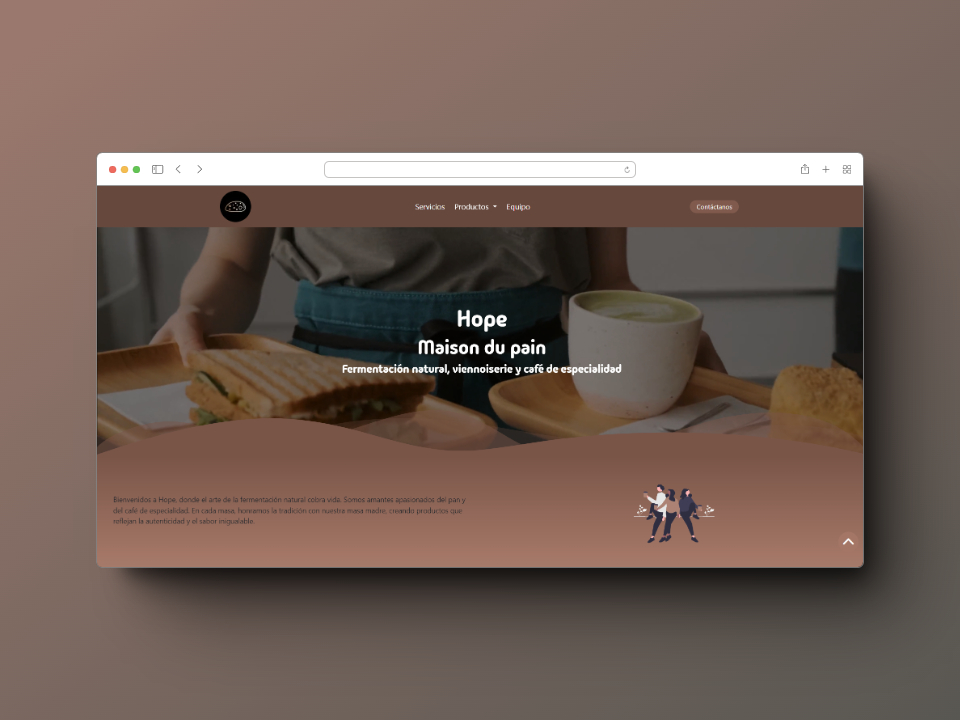 Servicios Productos Equipo Contáctanos
Hope
Maison du pain
Fermentación natural, viennoiserie y café de especialidad
Bienvenidos a Hope, donde el arte de la fermentación natural cobra vida. Somos amantes apasionados del pan y
del café de especialidad. En cada masa, honramos la tradición con nuestra masa madre, creando productos que
reflejan la autenticidad y el sabor inigualable.